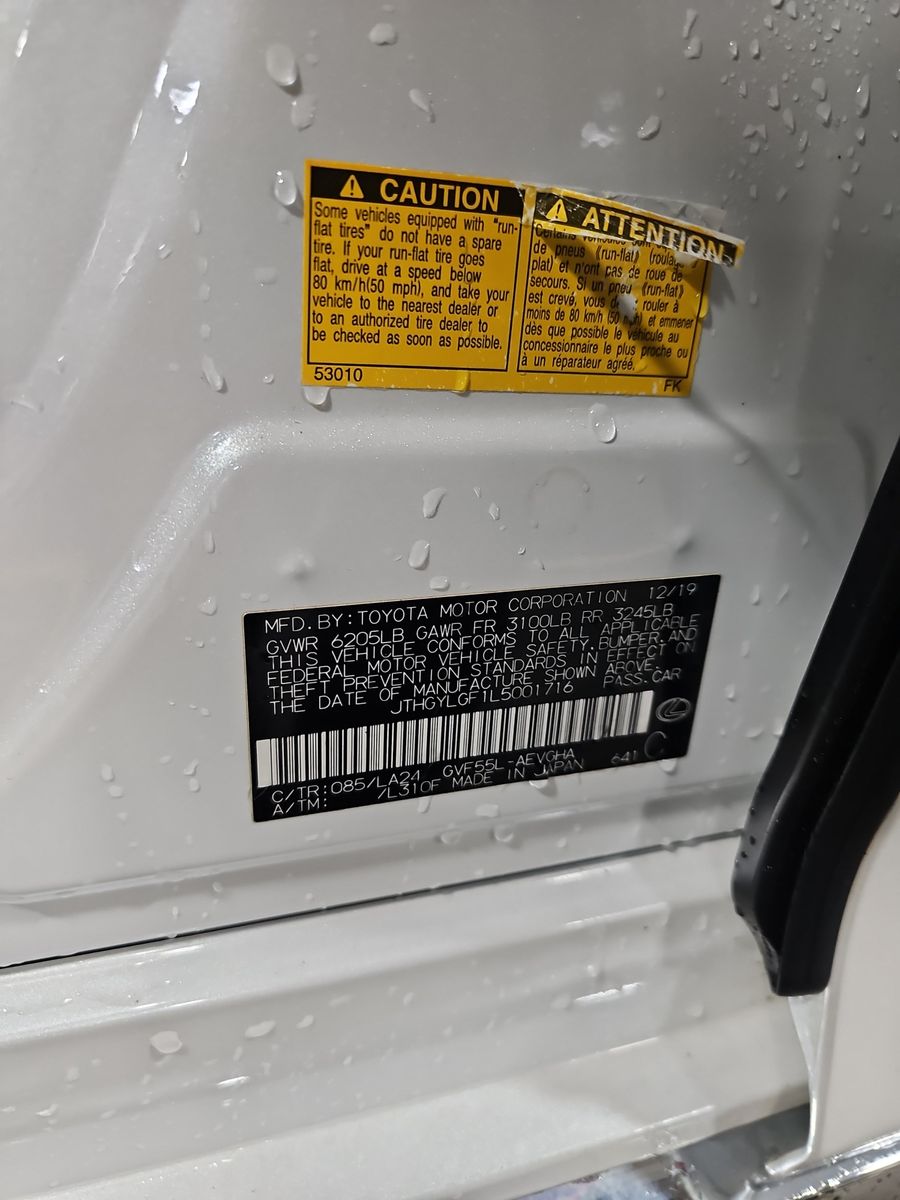 CAUTION
Some vehicles equipped with "run-
flat tires" do not have a spare
tire. If your run-flat tire goes
flat, drive at a speed below
80 km/h(50 mph), and take your
vehicle to the nearest dealer or
to an authorized tire dealer to
be checked as soon as possible.
53010
ATTENTION
Certains véhicules sont
de pneus 《run-flat》 (roulage
plat) et n'ont pas de roue de
secours. Si un pneu 《run-flat》
est crevé, vous rouler à
moins de 80 km/h (50 et emmener
dès que possible le véhicule au
concessionnaire le plus proche ou
à un réparateur agréé.
FK
MFD. BY: TOYOTA MOTOR CORPORATION 12/19
GVWR 6205LB GAWR FR 3100LB RR 3245LB
THIS VEHICLE CONFORMS TO ALL APPLICABLE
FEDERAL MOTOR VEHICLE SAFETY, BUMPER, AND
THEFT PREVENTION STANDARDS IN EFFECT ON
THE DATE OF MANUFACTURE SHOWN ABOVE.
JTHGYLGF1L5001716 PASS. CAR
C/TR: 085/LA24 GVF55L-AEVGHA 641 C
A/TM: /L310F MADE IN JAPAN